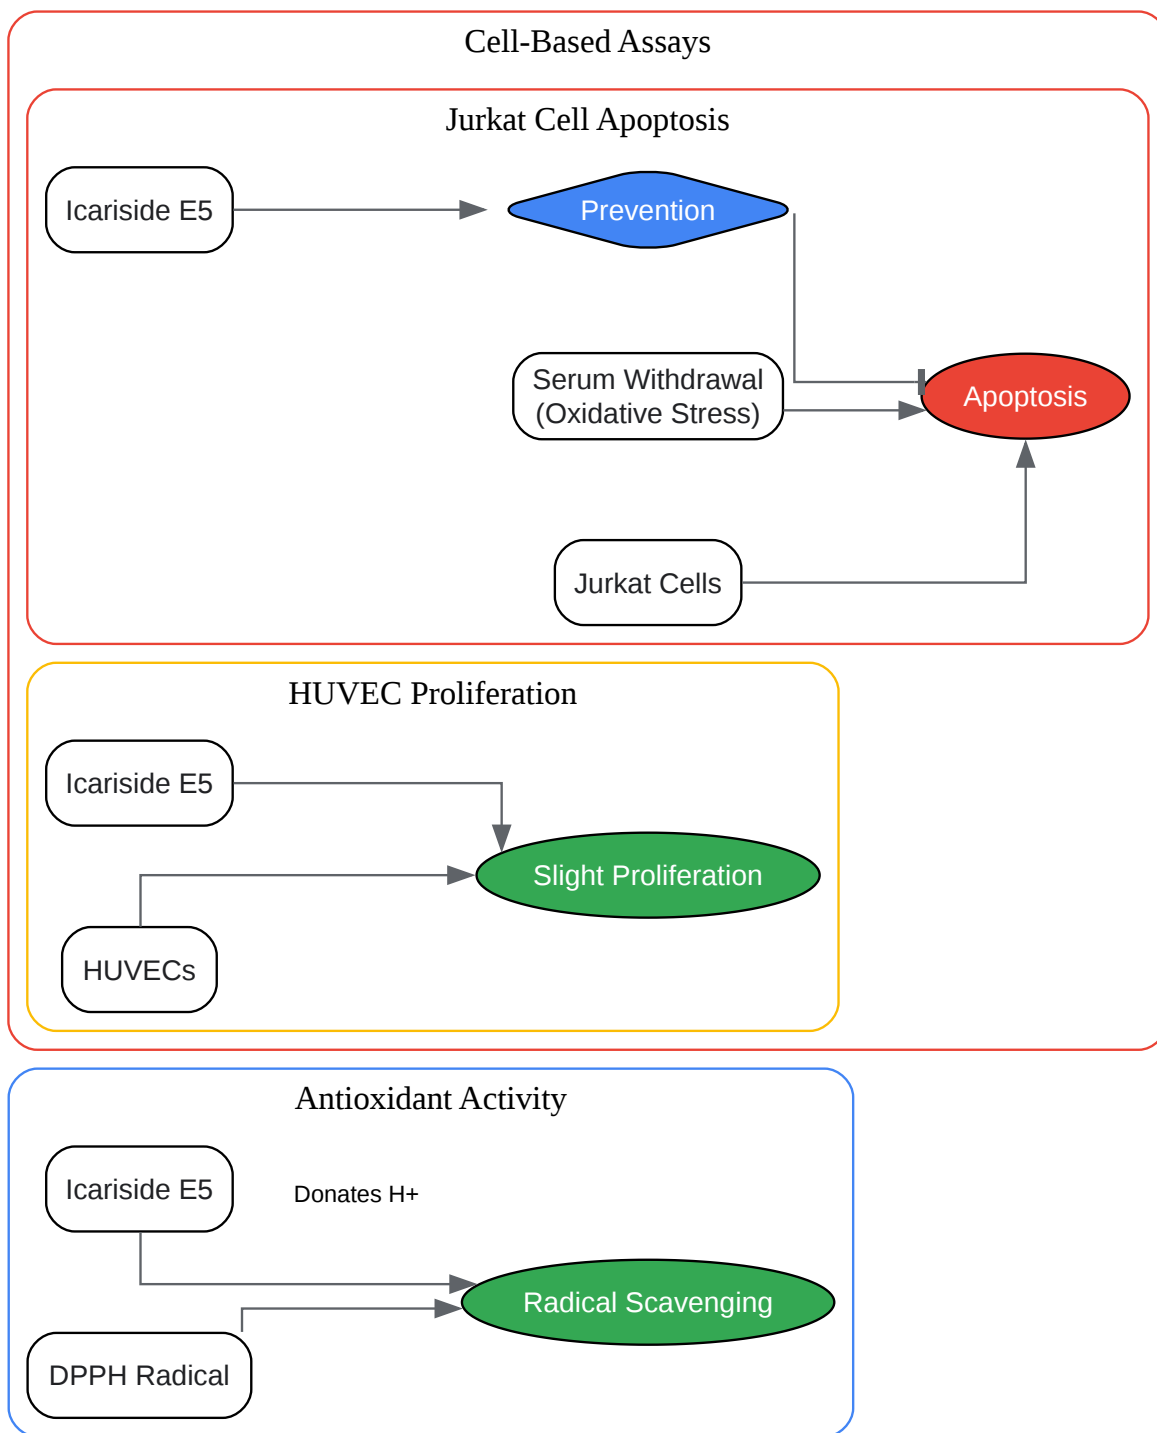 Cell-Based Assays
Jurkat Cell Apoptosis
Icariside E5
Prevention
Serum Withdrawal
(Oxidative Stress)
Apoptosis
Jurkat Cells
HUVEC Proliferation
Icariside E5
Slight Proliferation
HUVECs
Antioxidant Activity
Icariside E5
Donates H+
Radical Scavenging
DPPH Radical